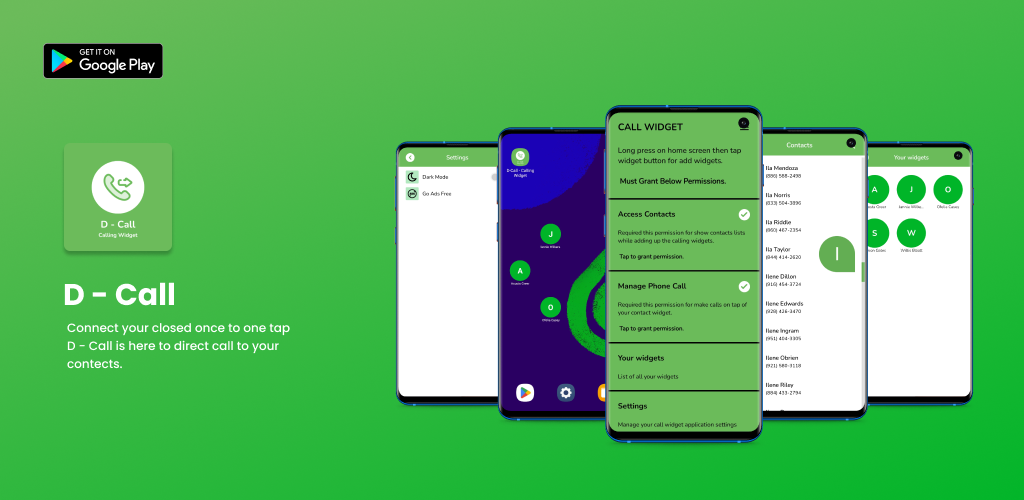 GET IT ON
Google Play
D - Call
Calling Widget
D - Call
Connect your closed once to one tap
D - Call is here to direct call to your
contects.
Settings
Dark Mode
Go Ads Free
D-Call - Calling
Widget
J
A
O
CALL WIDGET
Long press on home screen then tap
widget button for add widgets.
Must Grant Below Permissions.
Access Contacts
Required this permission for show contacts lists
while adding up the calling widgets.
Tap to grant permission.
Manage Phone Call
Required this permission for make calls on tap of
your contact widget.
Tap to grant permission.
Your widgets
List of all your widgets
Settings
Manage your call widget application settings
Contacts
Ila Mendoza
(886) 588-2498
Ila Norris
(833) 504-3896
Ila Riddle
(960) 467-2354
Ila Taylor
(844) 414-2620
Ilene Dillon
(916) 454-3724
Ilene Edwards
(928) 426-3470
Ilene Ingram
(951) 404-3305
Ilene Obrien
(921) 580-3118
Ilene Riley
(884) 433-2794
I
Your widgets
A
J
O
Ofelia Casey
S
W